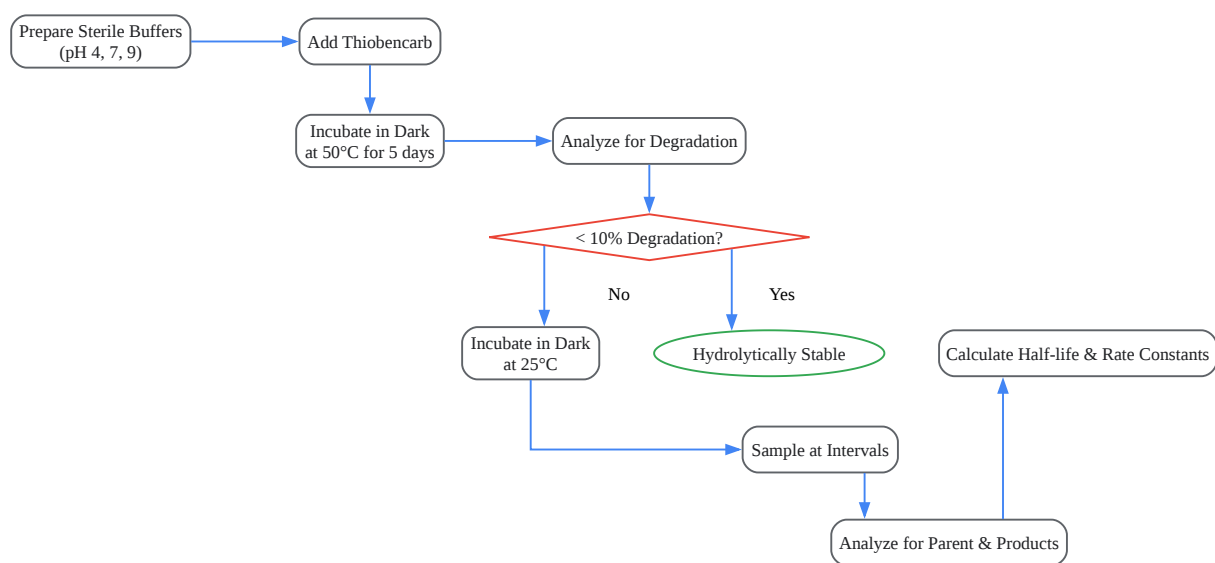 Prepare Sterile Buffers
(pH 4, 7, 9)
Add Thiobencarb
Incubate in Dark
at 50°C for 5 days
Analyze for Degradation
< 10% Degradation?
No
Yes
Incubate in Dark
at 25°C
Hydrolytically Stable
Calculate Half-life & Rate Constants
Sample at Intervals
Analyze for Parent & Products